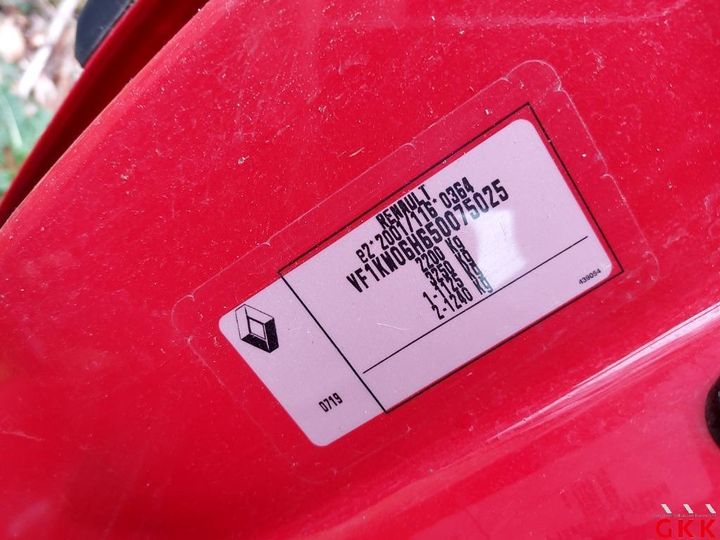 RENAULT
e2*2001/116*0364
VF1KW06H650075025
2200 Kg
3250 Kg
1-1125 Kg
2-1240 Kg
439054
0719
GKK